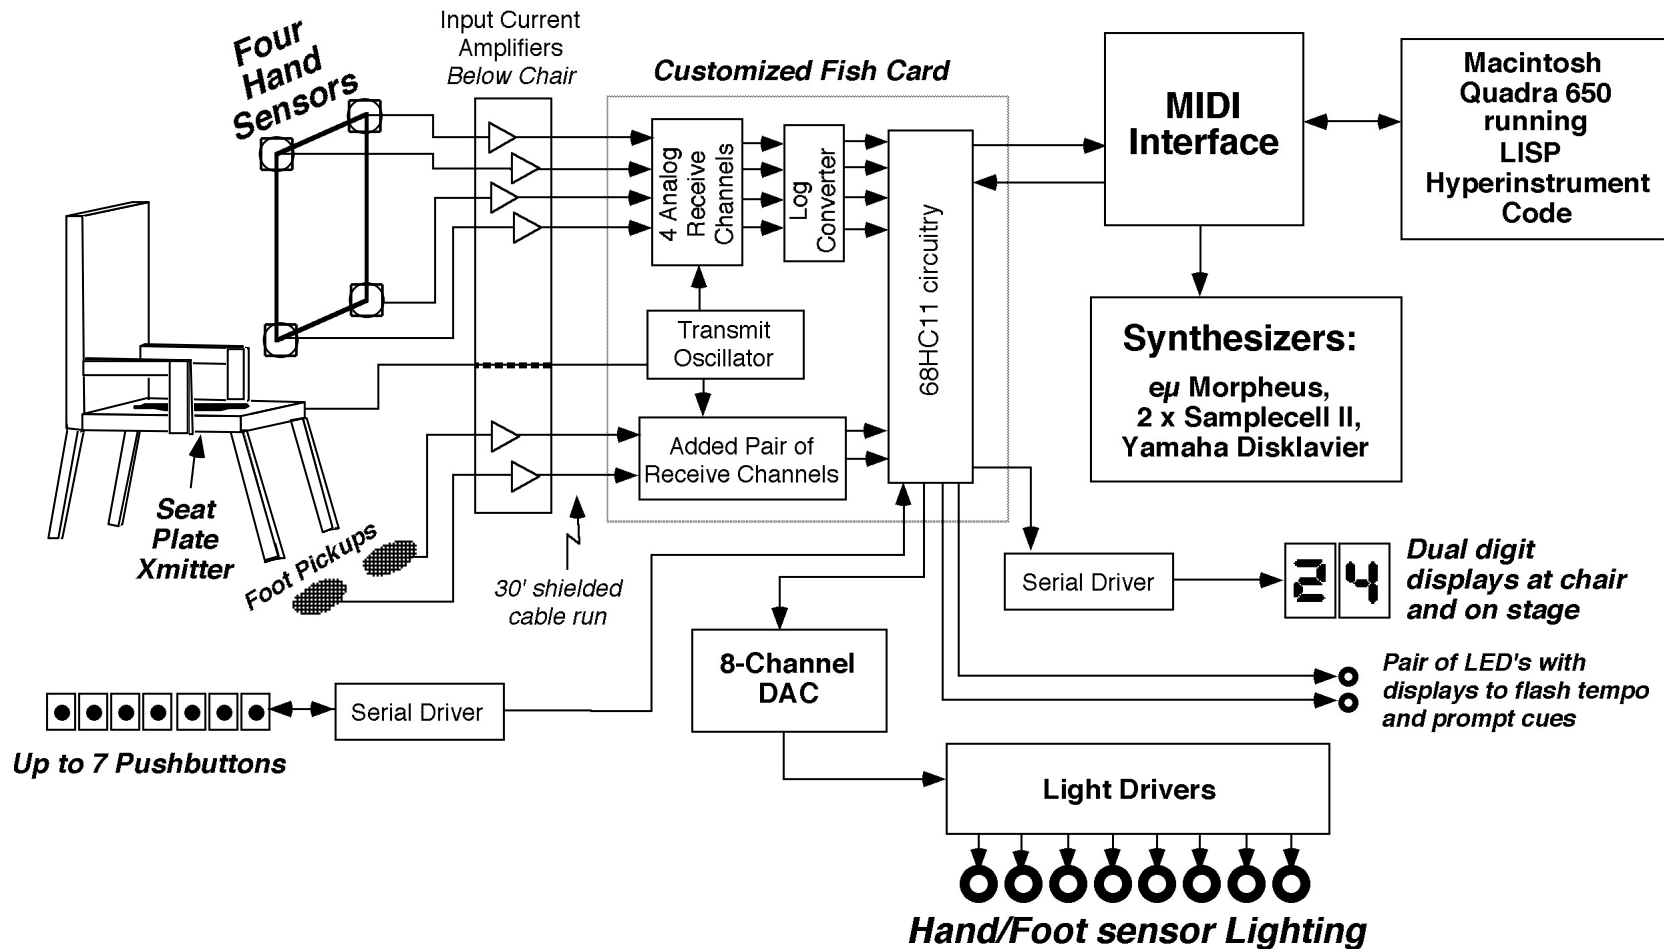 Four
Hand
Sensors
Input Current
Amplifiers
Below Chair
Customized Fish Card
4 Analog
Receive
Channels
Log
Converter
68HC11 circuitry
MIDI
Interface
Macintosh
Quadra 650
running
LISP
Hyperinstrument
Code
Transmit
Oscillator
Synthesizers:
eµ Morpheus,
2 x Samplecell II,
Yamaha Disklavier
Added Pair of
Receive Channels
Seat
Plate
Xmitter
Foot Pickups
30' shielded
cable run
Serial Driver
24
Dual digit
displays at chair
and on stage
8-Channel
DAC
Pair of LED's with
displays to flash tempo
and prompt cues
Serial Driver
Up to 7 Pushbuttons
Light Drivers
Hand/Foot sensor Lighting